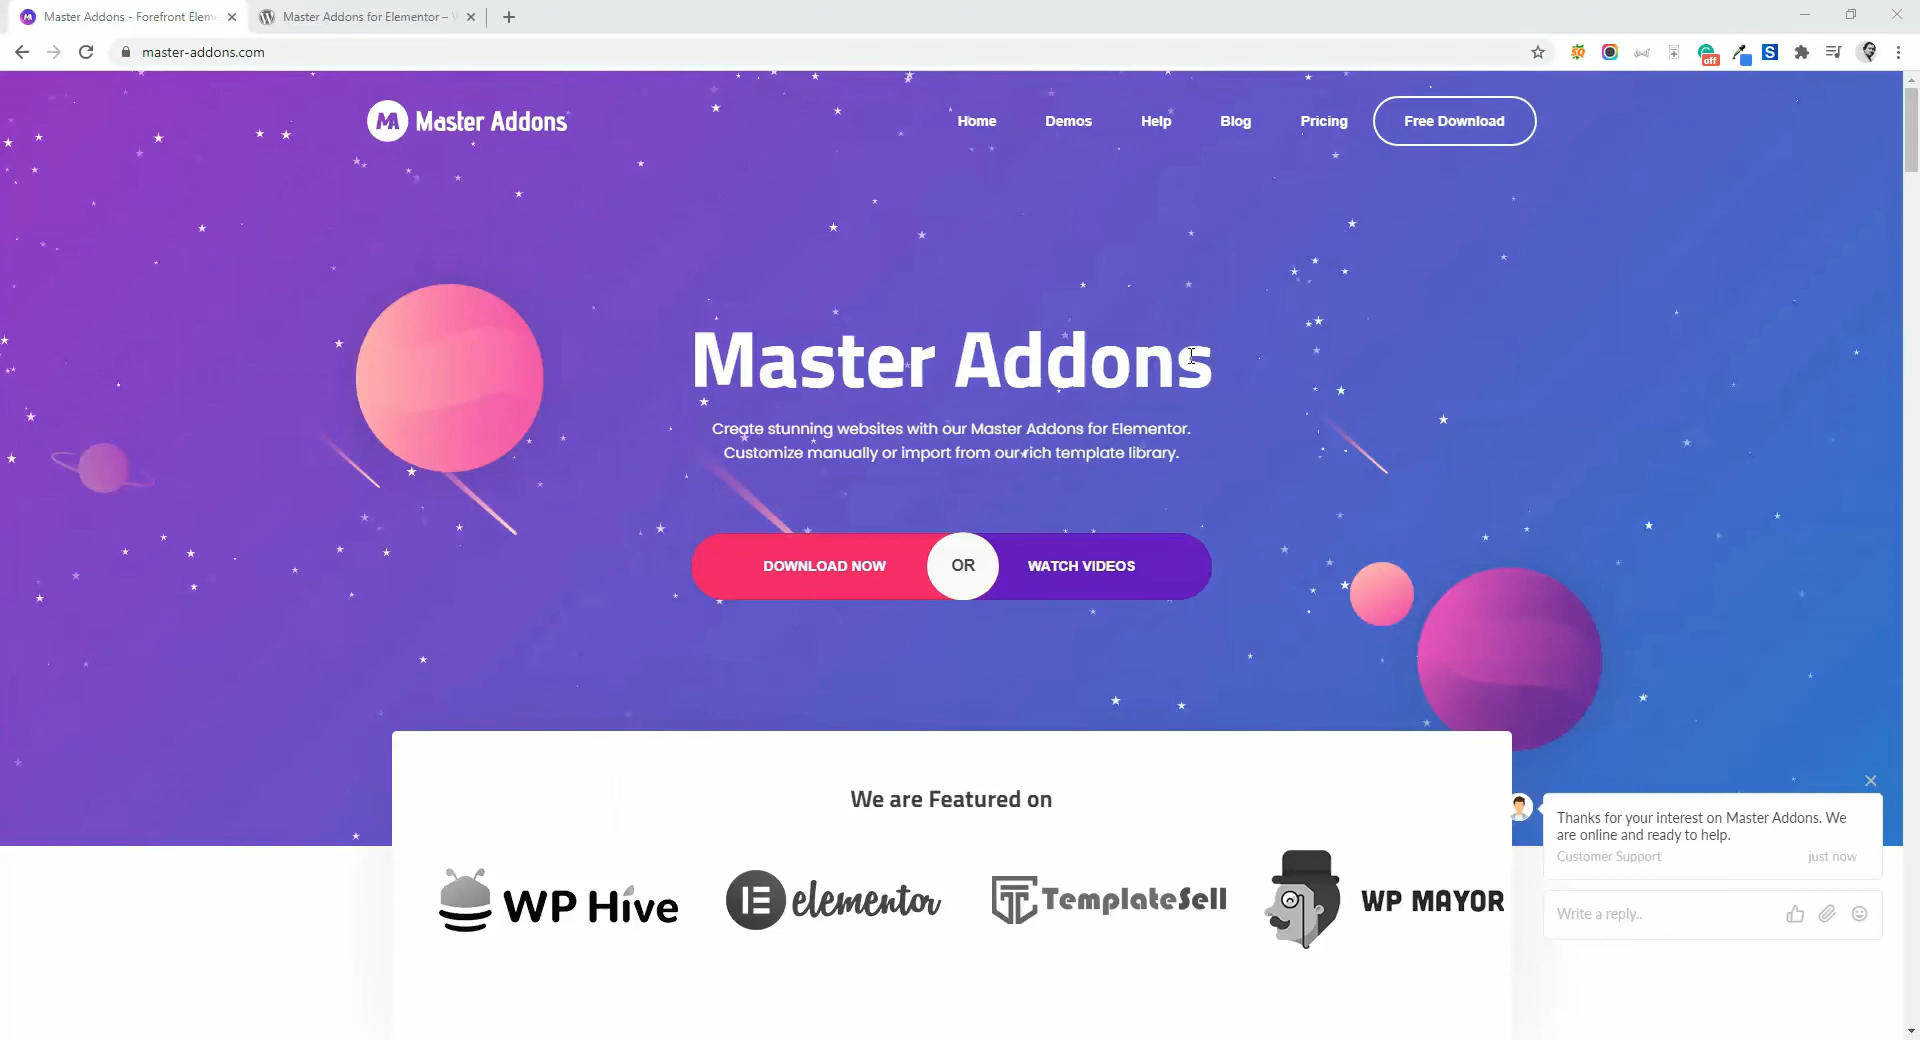 Master Addons - Forefront Elem
Master Addons for Elementor –
master-addons.com
off
S
MA Master Addons
Home
Demos
Help
Blog
Pricing
Free Download
Master Addons
Create stunning websites with our Master Addons for Elementor.
Customize manually or import from our rich template library.
DOWNLOAD NOW
OR
WATCH VIDEOS
We are Featured on
WP Hive
elementor
TemplateSell
WP MAYOR
Thanks for your interest on Master Addons. We
are online and ready to help.
Customer Support
just now
Write a reply..